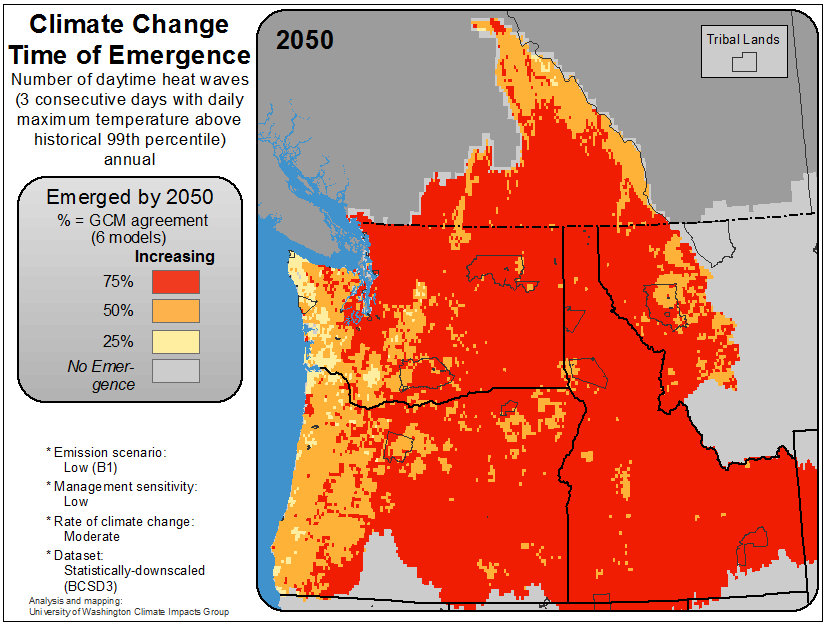 Climate Change
Time of Emergence
Number of daytime heat waves
(3 consecutive days with daily
maximum temperature above
historical 99th percentile)
annual
Emerged by 2050
% = GCM agreement
(6 models)
Increasing
75%
50%
25%
No Emer-
gence
* Emission scenario:
Low (B1)
* Management sensitivity:
Low
* Rate of climate change:
Moderate
* Dataset:
Statistically-downscaled
(BCSD3)
Analysis and mapping:
University of Washington Climate Impacts Group
2050
Tribal Lands